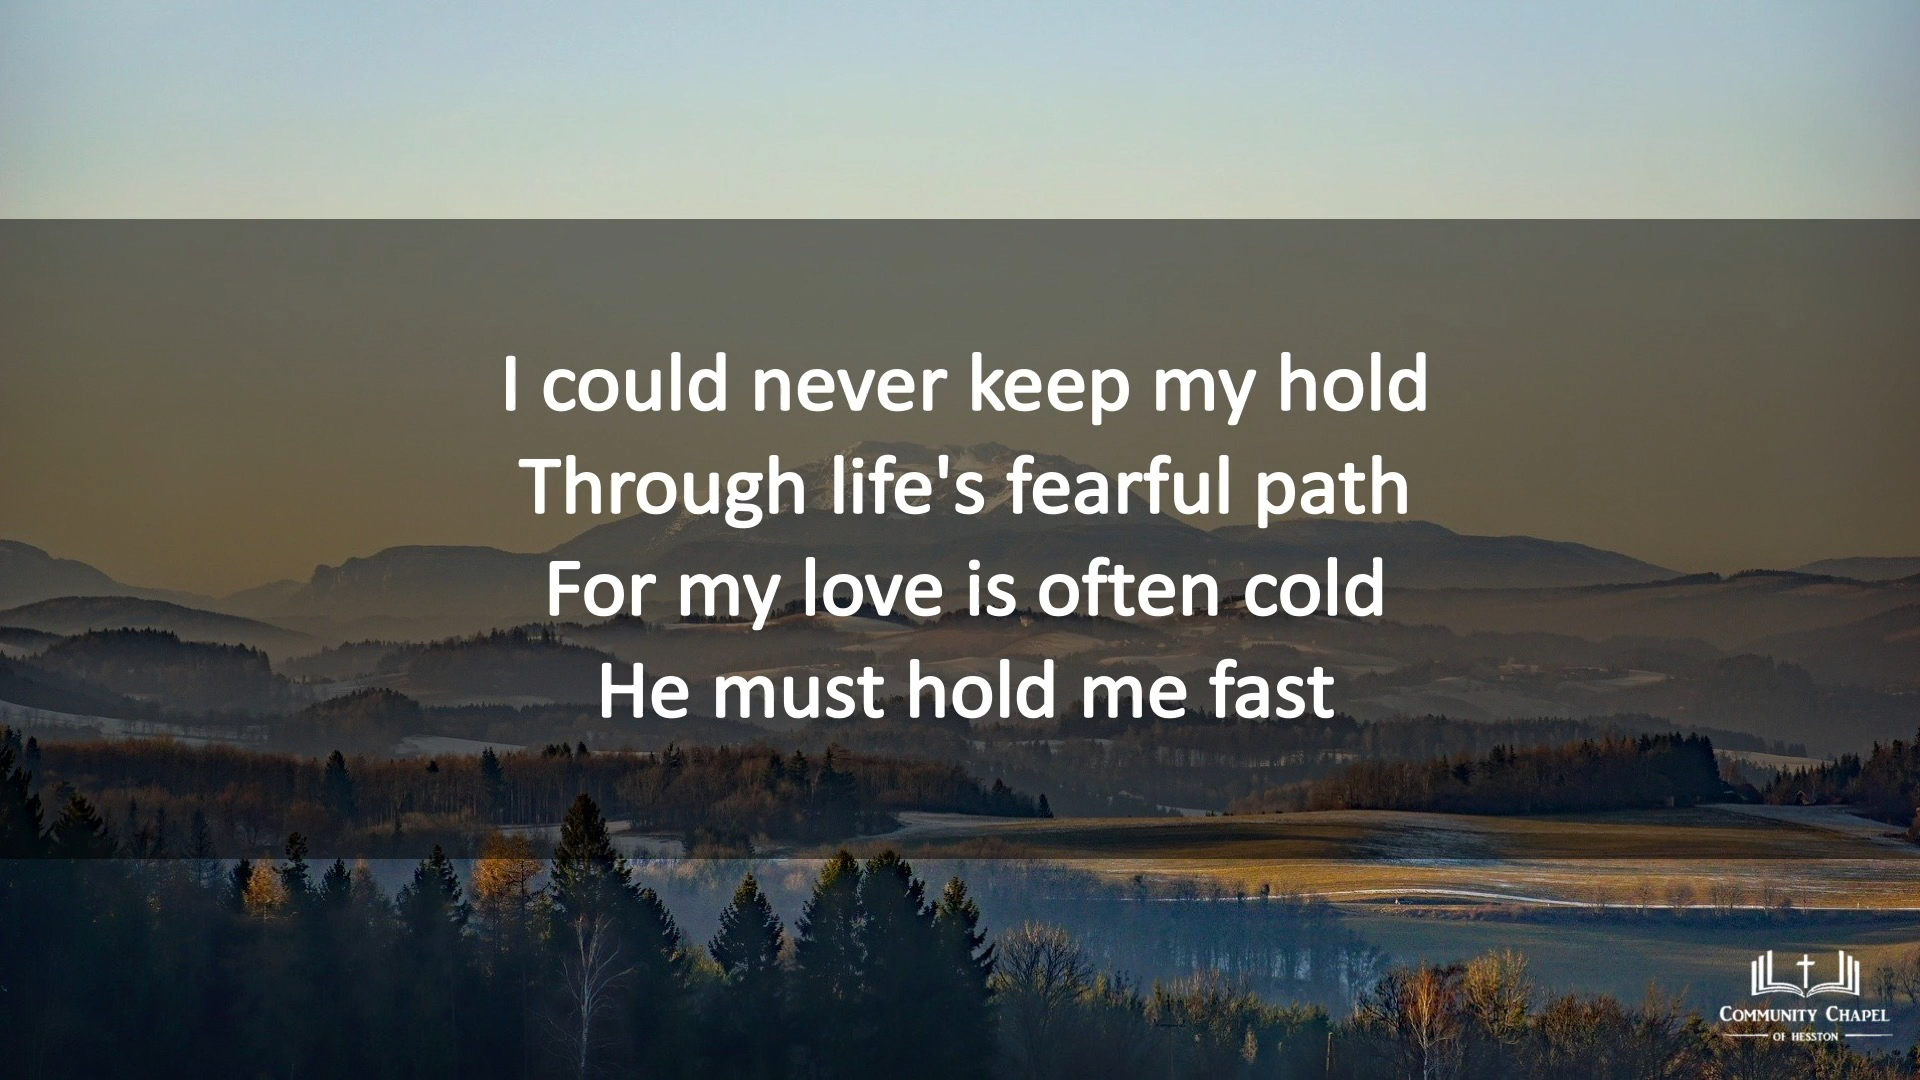 I could never keep my hold
Through life's fearful path
For my love is often cold
He must hold me fast
COMMUNITY CHAPEL
OF HESSTON